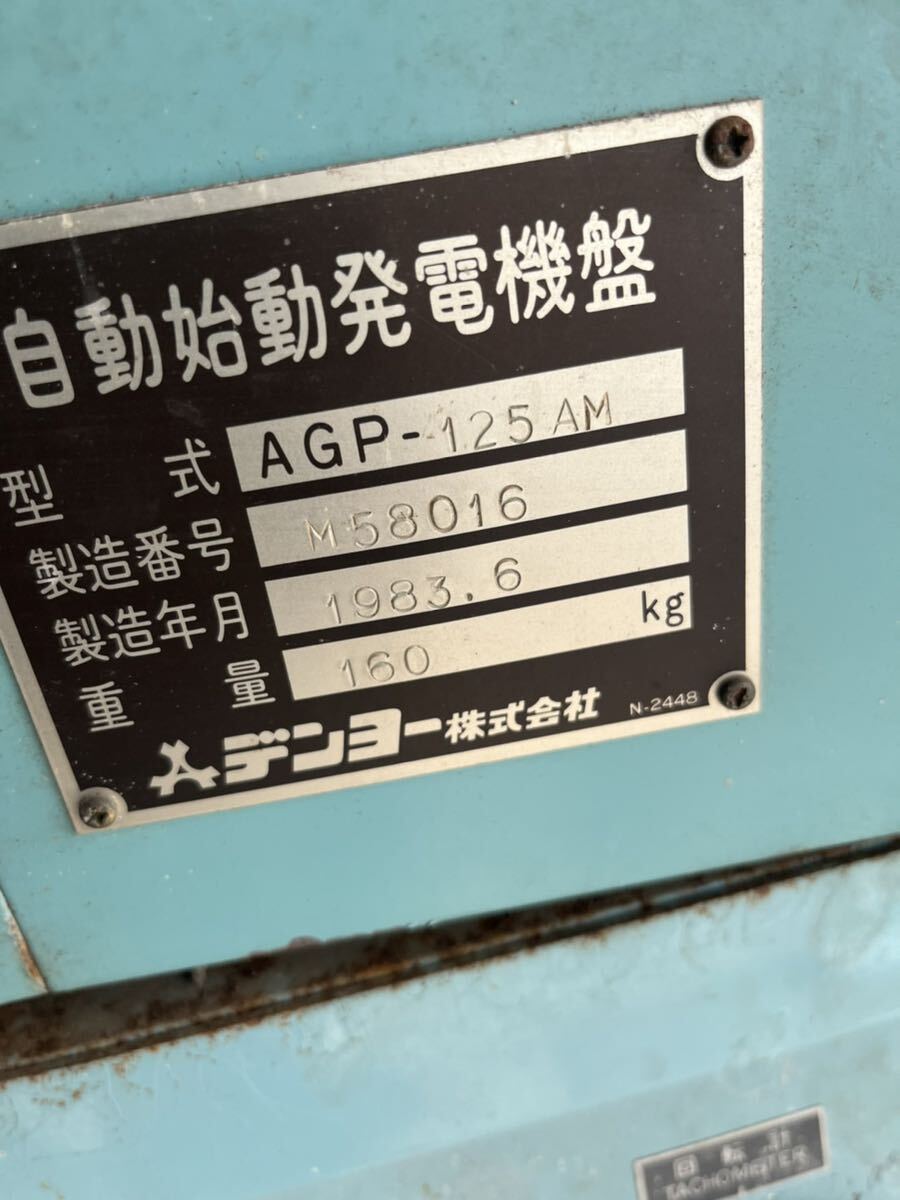 自動始動発電機盤
型式 AGP-125AM
製造番号 M58016
製造年月 1983.6
重量 160 kg
デンヨー株式会社 N-2448
回転計
TACHOMETER